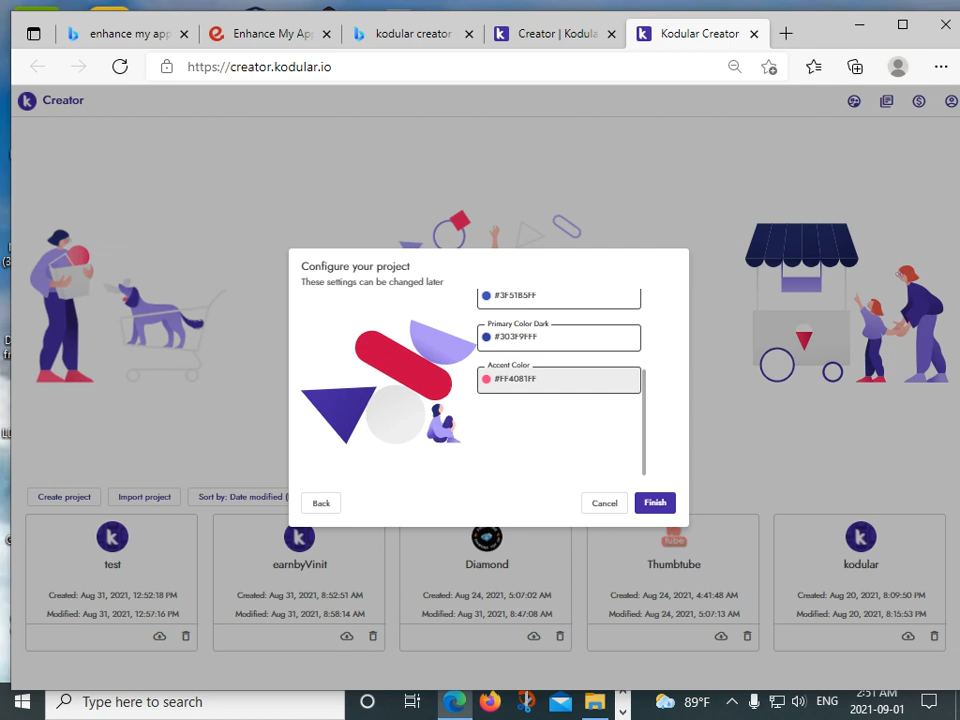 enhance my app
Enhance My Ap
kodular creator
Creator | Kodula
Kodular Creator
https://creator.kodular.io
Creator
Configure your project
These settings can be changed later
#3F51B5FF
Primary Color Dark
#303F9FFF
Accent Color
#FF4081FF
Back
Cancel
Finish
Create project
Import project
Sort by: Date modified (
test
Created: Aug 31, 2021, 12:52:18 PM
Modified: Aug 31, 2021, 12:57:16 PM
earnbyVinit
Created: Aug 31, 2021, 8:52:51 AM
Modified: Aug 31, 2021, 8:58:14 AM
Diamond
Created: Aug 24, 2021, 5:07:02 AM
Modified: Aug 31, 2021, 8:47:08 AM
Thumbtube
Created: Aug 24, 2021, 4:41:48 AM
Modified: Aug 24, 2021, 5:07:13 AM
kodular
Created: Aug 20, 2021, 8:09:50 PM
Modified: Aug 20, 2021, 8:15:53 PM
Type here to search
89°F
ENG
2:51 AM
2021-09-01